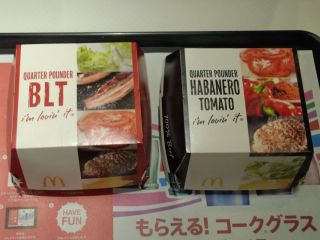 QUARTER POUNDER
BLT
i'm lovin' it
QUARTER POUNDER
HABANERO
TOMATO
i'm lovin' it
HAVE
FUN
もらえる! コークグラス